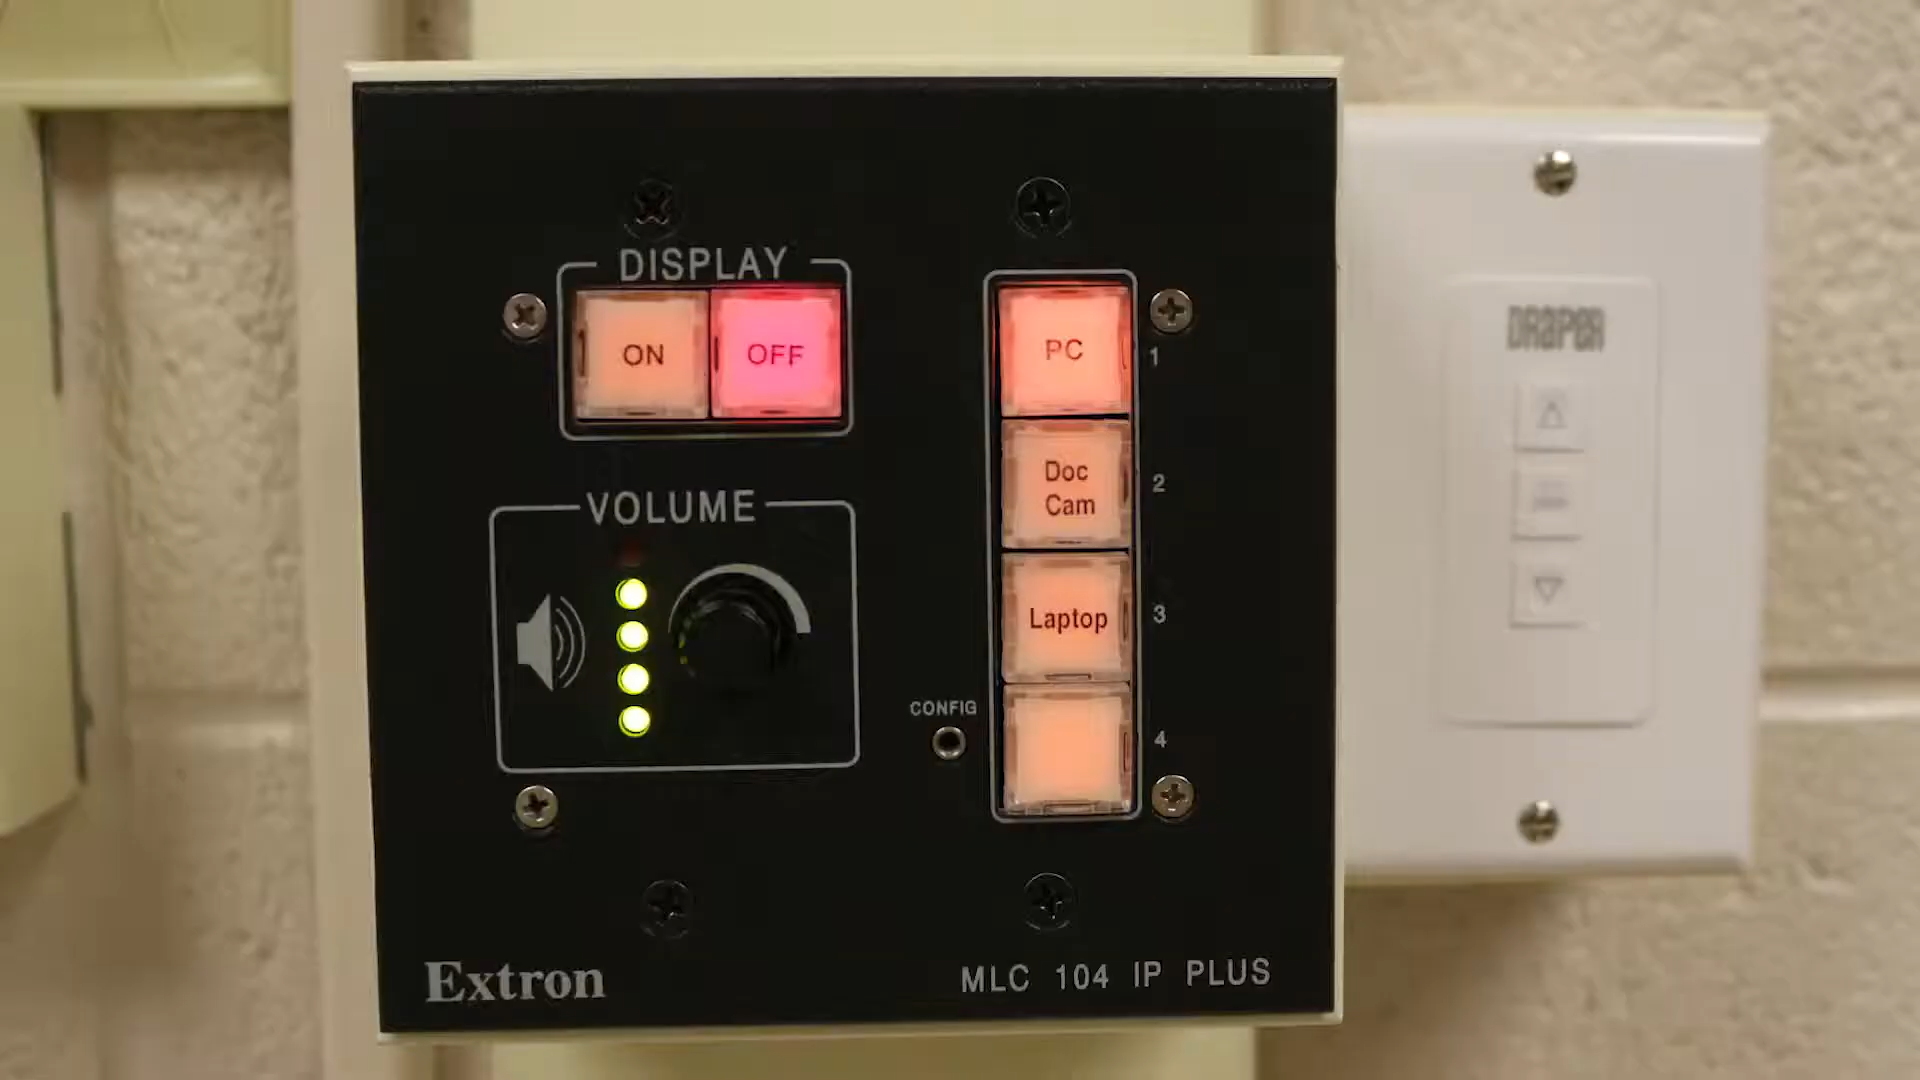 DISPLAY
ON
OFF
VOLUME
PC
1
Doc
Cam
2
Laptop
3
4
CONFIG
Extron
MLC 104 IP PLUS
DRAPER